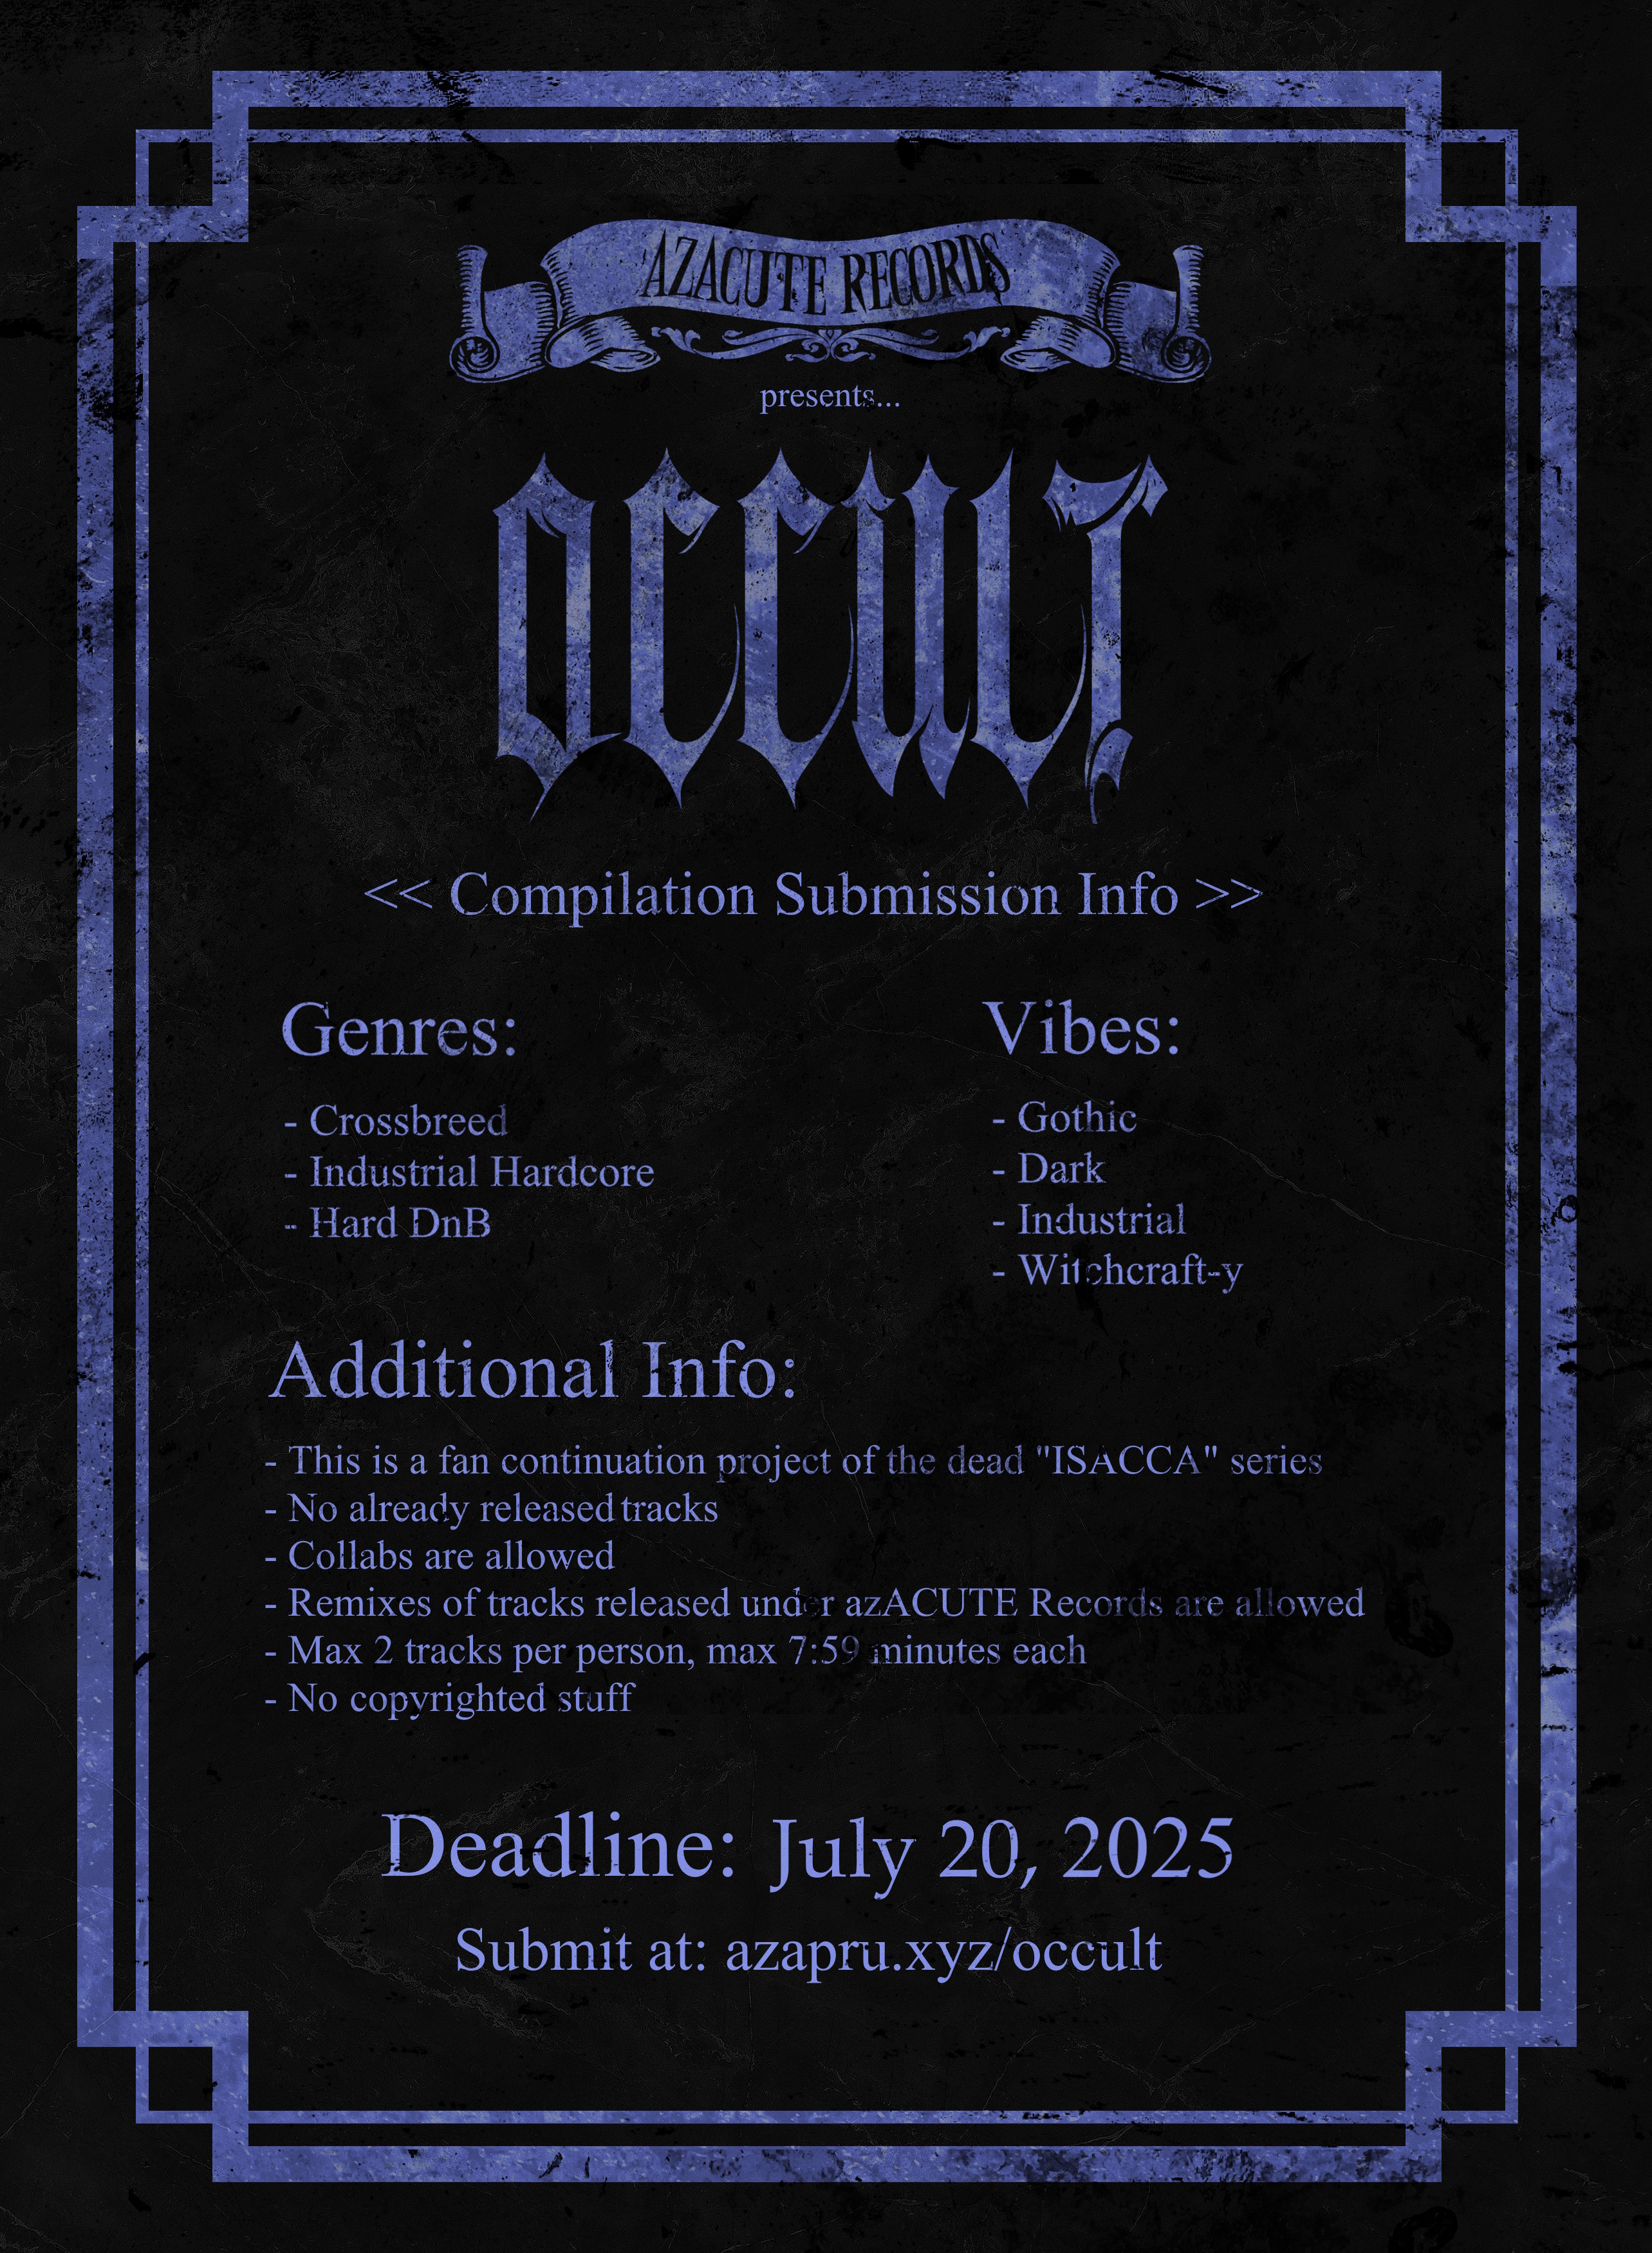 AZACUTE RECORDS
presents...
OCCULT
<< Compilation Submission Info >>
Genres:
- Crossbreed
- Industrial Hardcore
- Hard DnB
Vibes:
- Gothic
- Dark
- Industrial
- Witchcraft-y
Additional Info:
- This is a fan continuation project of the dead "ISACCA" series
- No already released tracks
- Collabs are allowed
- Remixes of tracks released under azACUTE Records are allowed
- Max 2 tracks per person, max 7:59 minutes each
- No copyrighted stuff
Deadline: July 20, 2025
Submit at: azapru.xyz/occult